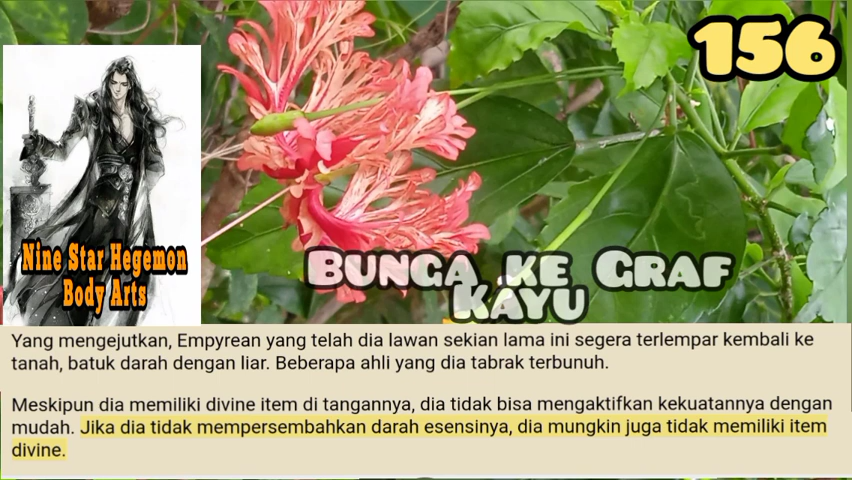 156
Nine Star Hegemon
Body Arts
BUNGA KE GRAF
KAYU
Yang mengejutkan, Empyrean yang telah dia lawan sekian lama ini segera terlempar kembali ke
tanah, batuk darah dengan liar. Beberapa ahli yang dia tabrak terbunuh.
Meskipun dia memiliki divine item di tangannya, dia tidak bisa mengaktifkan kekuatannya dengan
mudah. Jika dia tidak mempersembahkan darah esensinya, dia mungkin juga tidak memiliki item
divine.